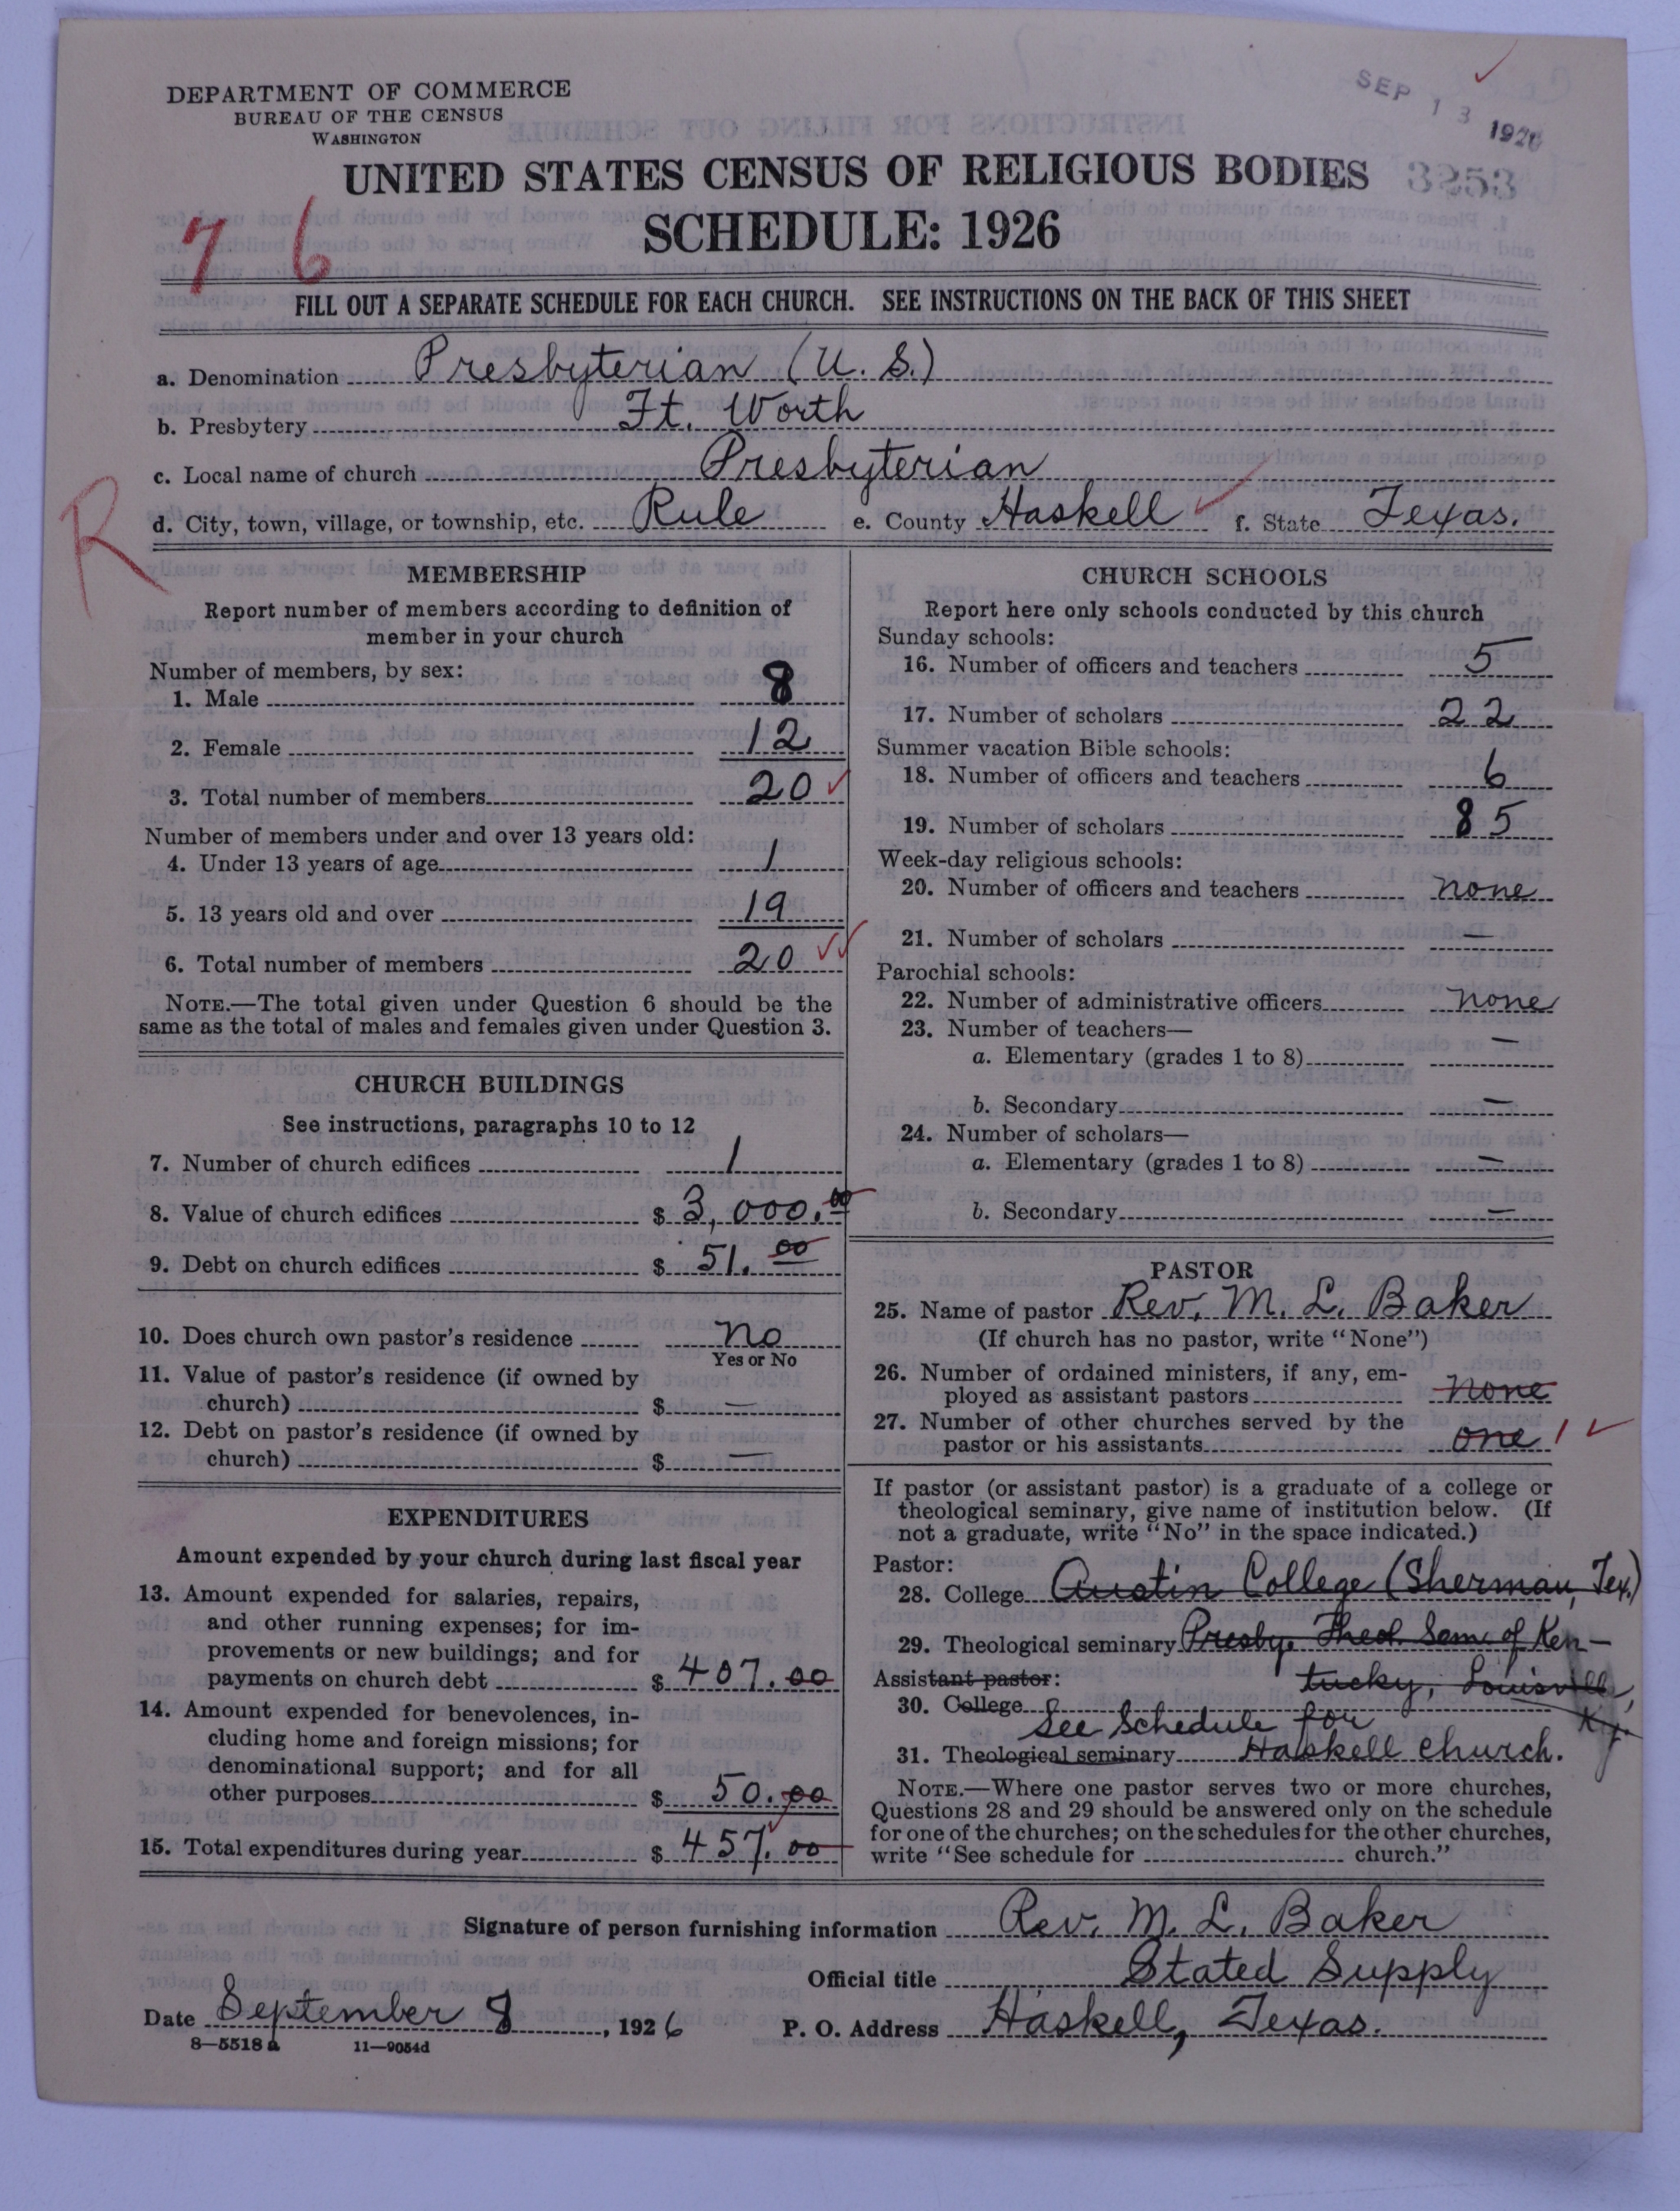 DEPARTMENT OF COMMERCE
BUREAU OF THE CENSUS
WASHINGTON
SEP 13 1926
3253
UNITED STATES CENSUS OF RELIGIOUS BODIES
SCHEDULE: 1926
7 6
FILL OUT A SEPARATE SCHEDULE FOR EACH CHURCH. SEE INSTRUCTIONS ON THE BACK OF THIS SHEET
a. Denomination Presbyterian (U. S.)
b. Presbytery Ft. Worth
c. Local name of church Presbyterian
R
d. City, town, village, or township, etc. Rule e. County Haskell f. State Texas.
MEMBERSHIP
Report number of members according to definition of
member in your church
Number of members, by sex:
1. Male 8
2. Female 12
3. Total number of members 20
Number of members under and over 13 years old:
4. Under 13 years of age 1
5. 13 years old and over 19
6. Total number of members 20
NOTE.—The total given under Question 6 should be the
same as the total of males and females given under Question 3.
CHURCH BUILDINGS
See instructions, paragraphs 10 to 12
7. Number of church edifices 1
8. Value of church edifices $ 3,000.00
9. Debt on church edifices $ 51.00
10. Does church own pastor's residence no
Yes or No
11. Value of pastor's residence (if owned by
church) $ —
12. Debt on pastor's residence (if owned by
church) $ —
EXPENDITURES
Amount expended by your church during last fiscal year
13. Amount expended for salaries, repairs,
and other running expenses; for im-
provements or new buildings; and for
payments on church debt $ 407.00
14. Amount expended for benevolences, in-
cluding home and foreign missions; for
denominational support; and for all
other purposes $ 50.00
15. Total expenditures during year $ 457.00
CHURCH SCHOOLS
Report here only schools conducted by this church
Sunday schools:
16. Number of officers and teachers 5
17. Number of scholars 22
Summer vacation Bible schools:
18. Number of officers and teachers 6
19. Number of scholars 85
Week-day religious schools:
20. Number of officers and teachers none
21. Number of scholars —
Parochial schools:
22. Number of administrative officers none
23. Number of teachers—
a. Elementary (grades 1 to 8) —
b. Secondary —
24. Number of scholars—
a. Elementary (grades 1 to 8) —
b. Secondary —
PASTOR
25. Name of pastor Rev. M. L. Baker
(If church has no pastor, write "None")
26. Number of ordained ministers, if any, em-
ployed as assistant pastors none
27. Number of other churches served by the
pastor or his assistants one 1
If pastor (or assistant pastor) is a graduate of a college or
theological seminary, give name of institution below. (If
not a graduate, write "No" in the space indicated.)
Pastor:
28. College Austin College (Sherman, Tex.)
29. Theological seminary Presby. Theol Sem. of Ken-
Assistant pastor: tucky, Louisville,
30. College See Schedule for Ky.
31. Theological seminary Haskell church.
NOTE.—Where one pastor serves two or more churches,
Questions 28 and 29 should be answered only on the schedule
for one of the churches; on the schedules for the other churches,
write "See schedule for church."
Signature of person furnishing information Rev. M. L. Baker
Official title Stated Supply
Date September 8, 1926 P. O. Address Haskell, Texas.
8—5518 a 11—9054d